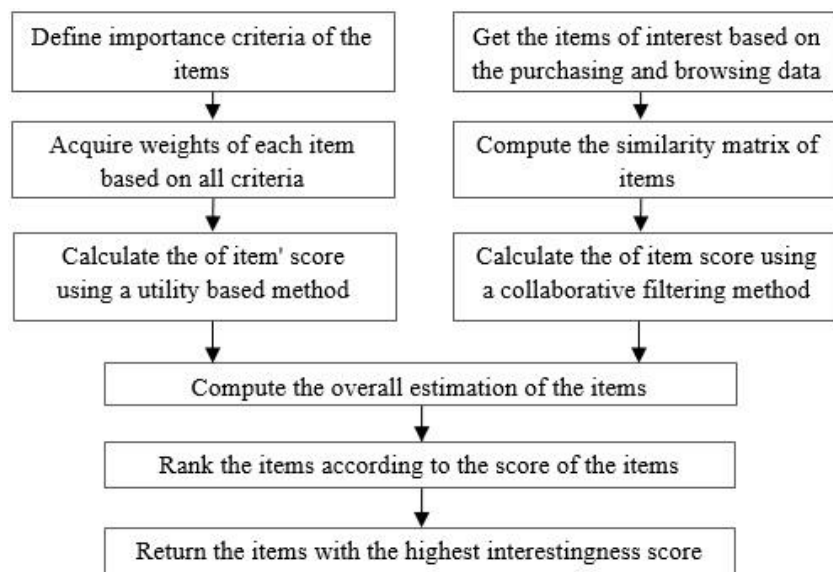 Define importance criteria of the
items
Acquire weights of each item
based on all criteria
Calculate the of item' score
using a utility based method
Get the items of interest based on
the purchasing and browsing data
Compute the similarity matrix of
items
Calculate the of item score using
a collaborative filtering method
Compute the overall estimation of the items
Rank the items according to the score of the items
Return the items with the highest interestingness score